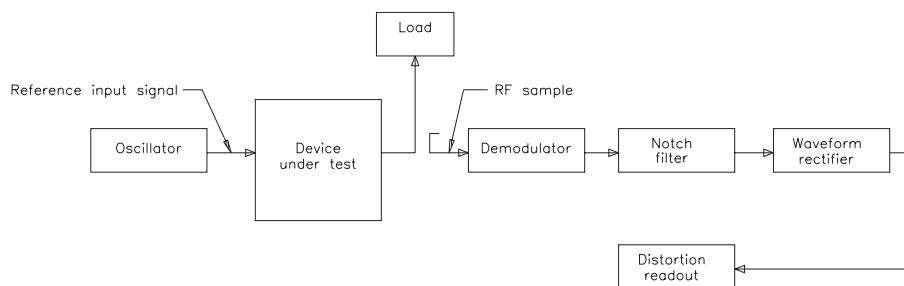 Load
Reference input signal
RF sample
Oscillator
Device
under test
Demodulator
Notch
filter
Waveform
rectifier
Distortion
readout